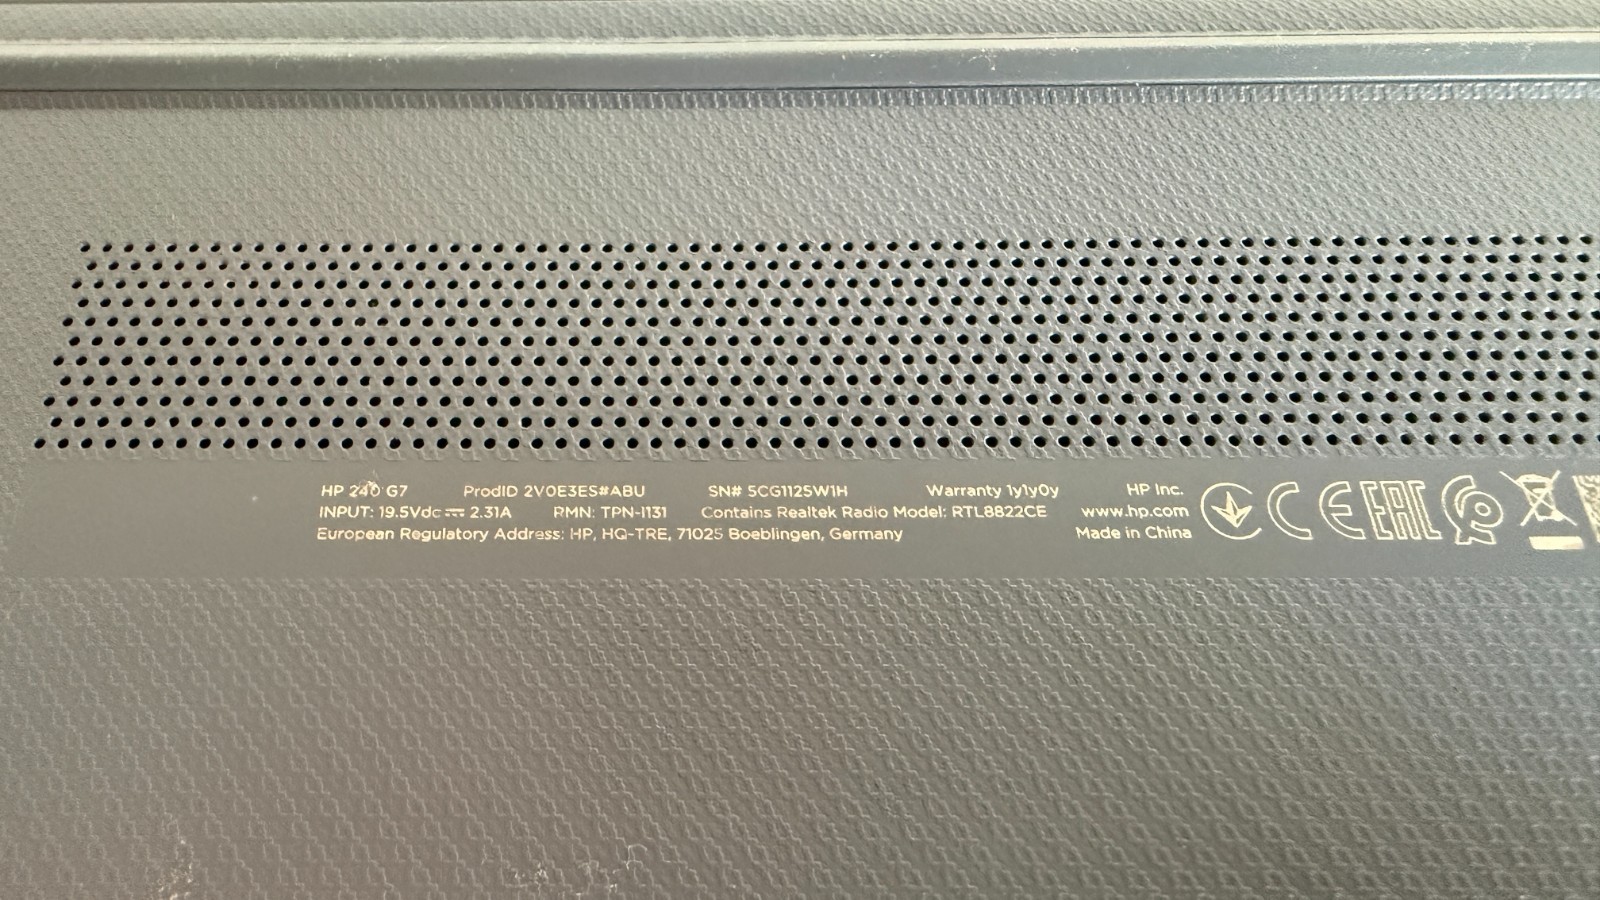 HP 240 G7 ProdID 2V0E3ES#ABU SN# 5CG1125W1H Warranty 1y1y0y HP Inc.
INPUT: 19.5Vdc ⎓ 2.31A RMN: TPN-I131 Contains Realtek Radio Model: RTL8822CE www.hp.com
European Regulatory Address: HP, HQ-TRE, 71025 Boeblingen, Germany Made in China
CE EAC